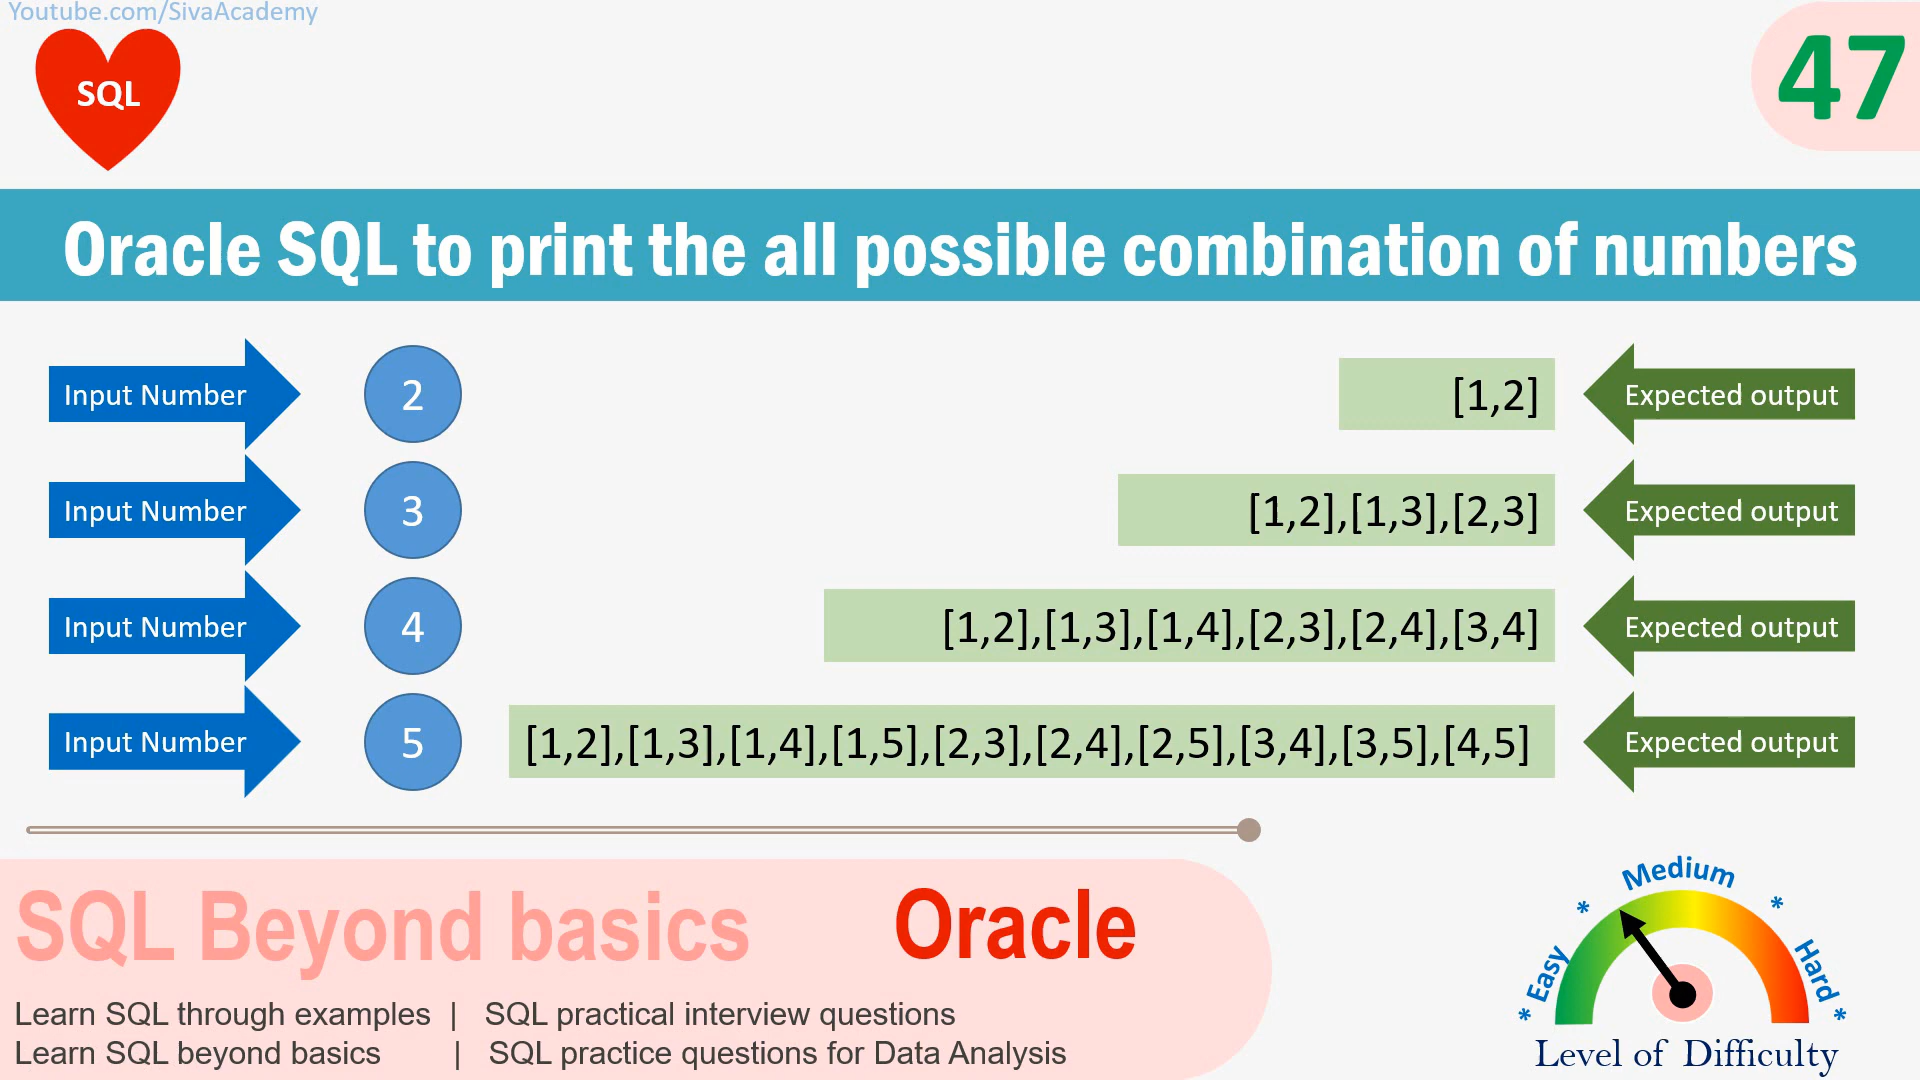 Youtube.com/SivaAcademy
SQL
47
Oracle SQL to print the all possible combination of numbers
Input Number 2 [1,2] Expected output
Input Number 3 [1,2],[1,3],[2,3] Expected output
Input Number 4 [1,2],[1,3],[1,4],[2,3],[2,4],[3,4] Expected output
Input Number 5 [1,2],[1,3],[1,4],[1,5],[2,3],[2,4],[2,5],[3,4],[3,5],[4,5] Expected output
SQL Beyond basics Oracle
Learn SQL through examples | SQL practical interview questions
Learn SQL beyond basics | SQL practice questions for Data Analysis
* Easy * Medium * Hard *
Level of Difficulty